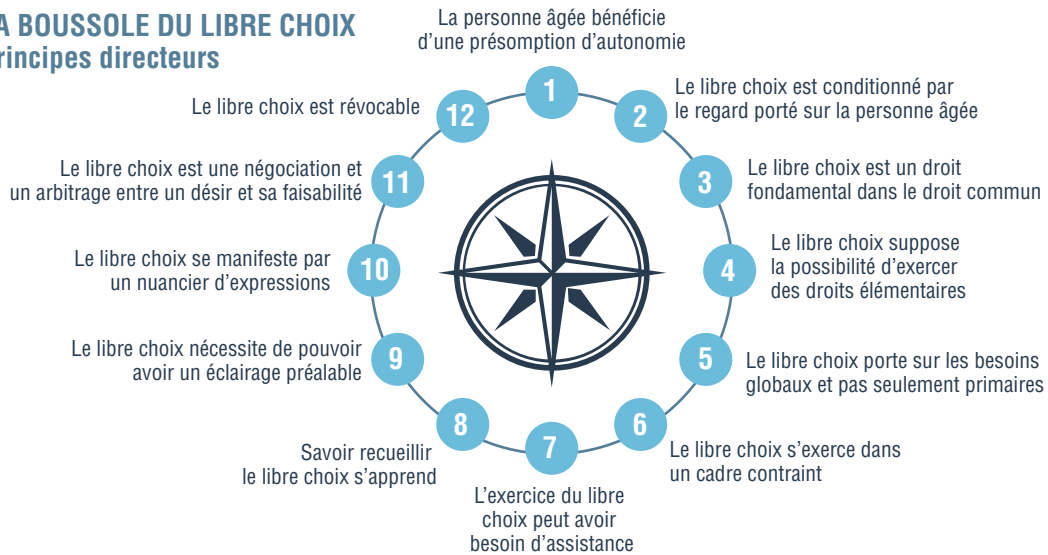 A BOUSSOLE DU LIBRE CHOIX
rincipes directeurs
La personne âgée bénéficie
d'une présomption d'autonomie
1
Le libre choix est conditionné par
le regard porté sur la personne âgée
2
Le libre choix est un droit
fondamental dans le droit commun
3
Le libre choix suppose
la possibilité d'exercer
des droits élémentaires
4
Le libre choix porte sur les besoins
globaux et pas seulement primaires
5
Le libre choix s'exerce dans
un cadre contraint
6
L'exercice du libre
choix peut avoir
besoin d'assistance
7
Savoir recueillir
le libre choix s'apprend
8
Le libre choix nécessite de pouvoir
avoir un éclairage préalable
9
Le libre choix se manifeste par
un nuancier d'expressions
10
Le libre choix est une négociation et
un arbitrage entre un désir et sa faisabilité
11
Le libre choix est révocable
12